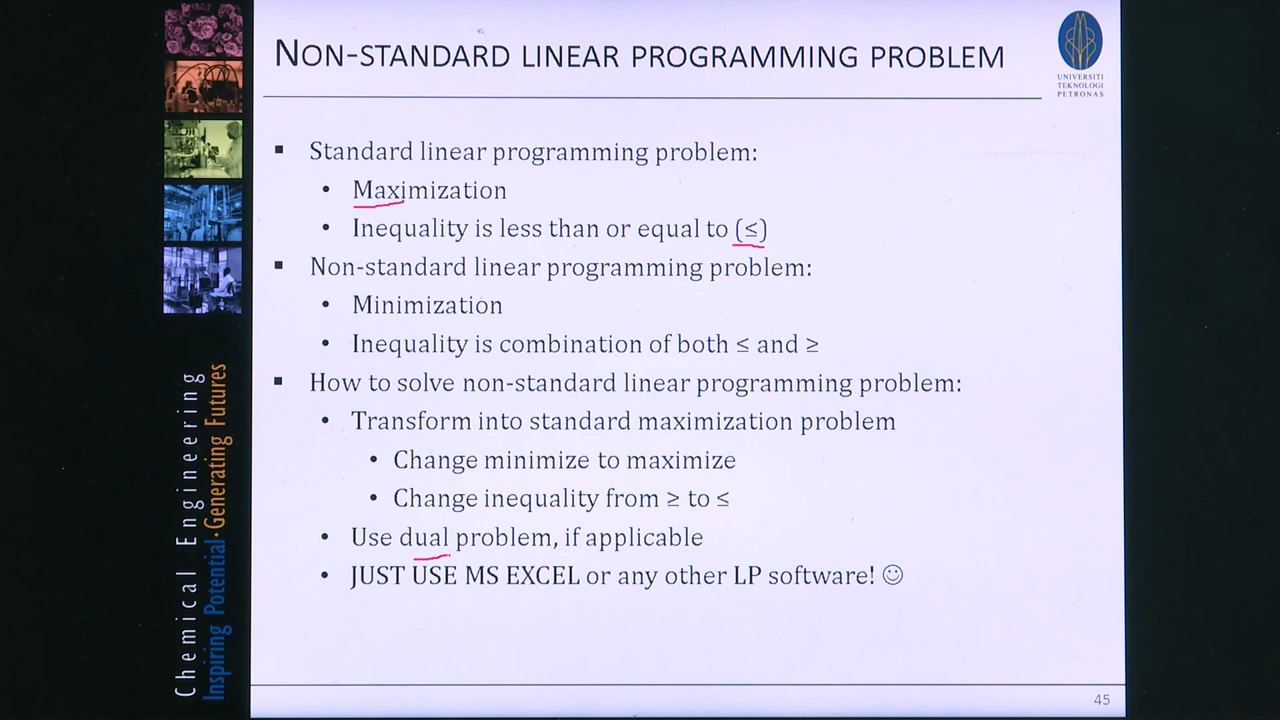 NON-STANDARD LINEAR PROGRAMMING PROBLEM
UNIVERSITI
TEKNOLOGI
PETRONAS
▪ Standard linear programming problem:
• Maximization
• Inequality is less than or equal to (≤)
▪ Non-standard linear programming problem:
• Minimization
• Inequality is combination of both ≤ and ≥
▪ How to solve non-standard linear programming problem:
• Transform into standard maximization problem
• Change minimize to maximize
• Change inequality from ≥ to ≤
• Use dual problem, if applicable
• JUST USE MS EXCEL or any other LP software! ☺
Chemical Engineering
Inspiring Potential·Generating Futures
45